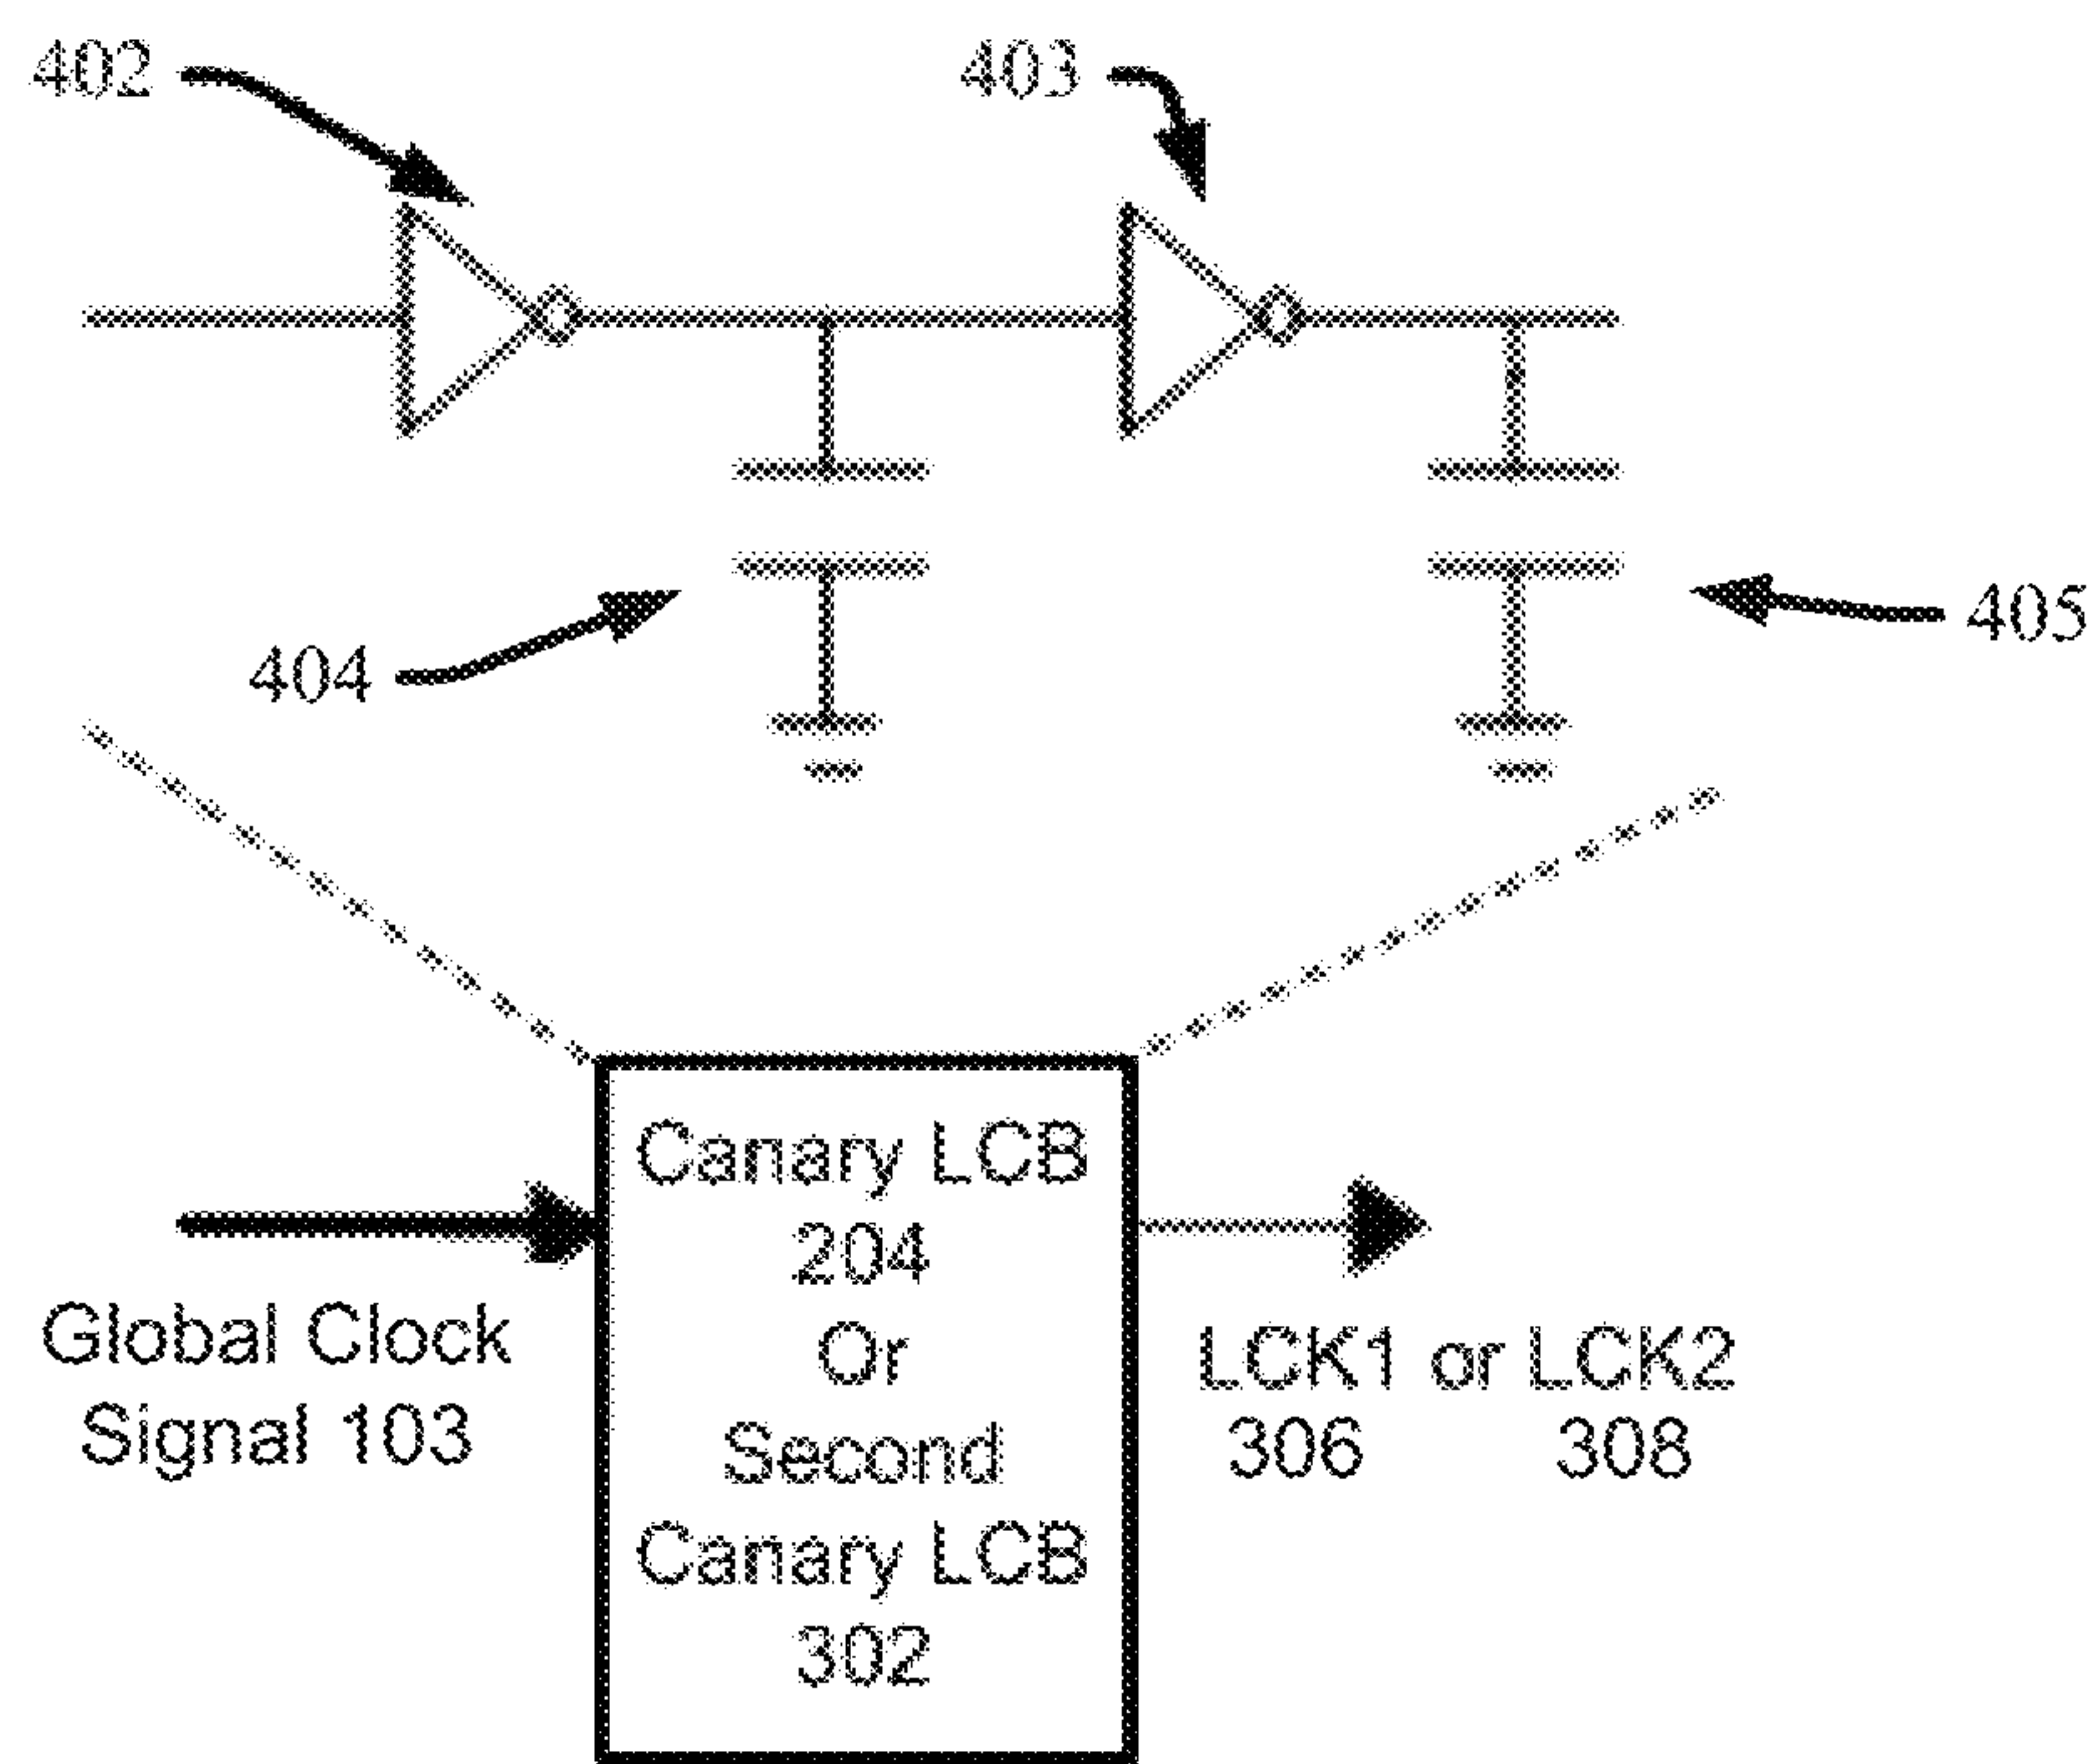 402
403
404
405
Canary LCB
204
Or
Second
Canary LCB
302
Global Clock
Signal 103
LCK1 or LCK2
306 308